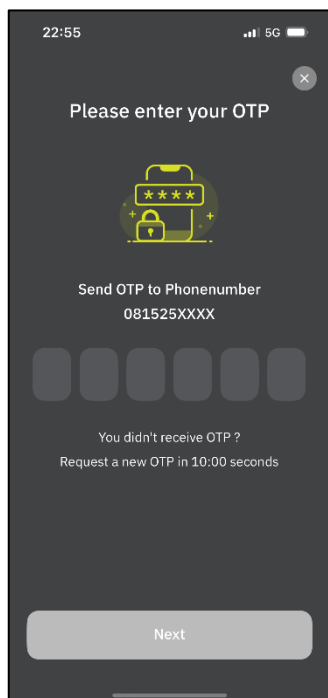 22:55 5G
Please enter your OTP
****
Send OTP to Phonenumber
081525XXXX
You didn't receive OTP ?
Request a new OTP in 10:00 seconds
Next